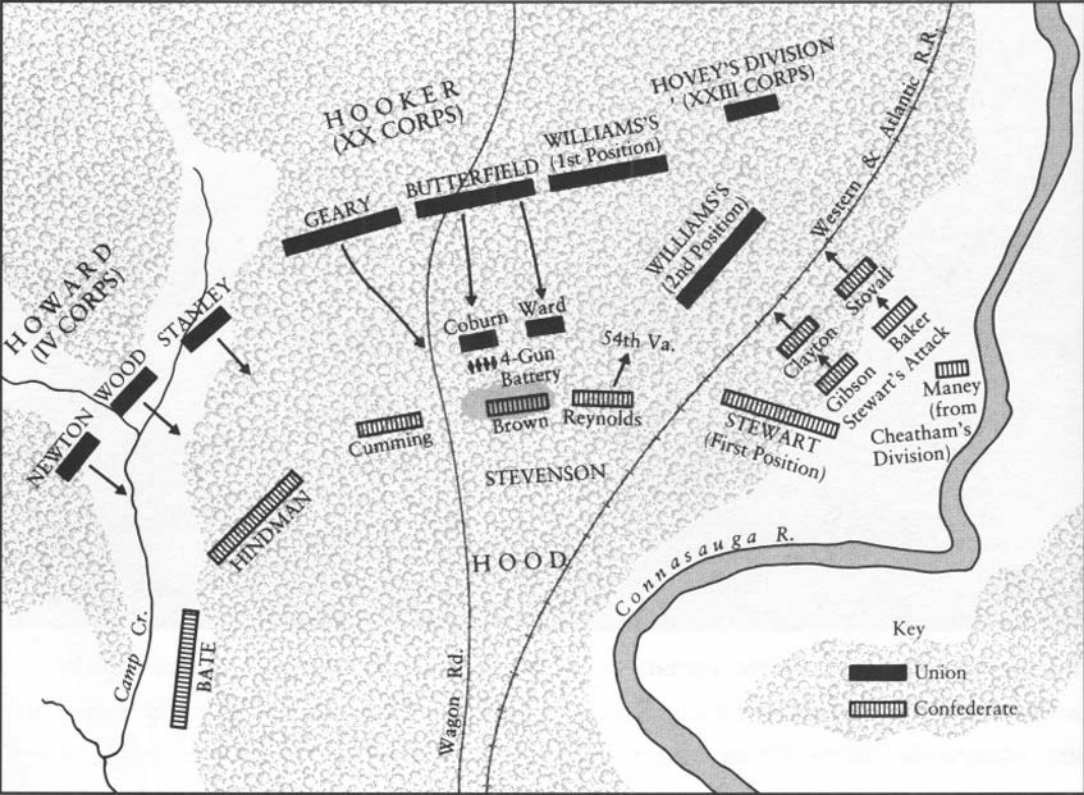 HOOKER
(XX CORPS)
HOVEY'S DIVISION
(XXIII CORPS)
Western & Atlantic R.R.
WILLIAMS'S
(1st Position)
BUTTERFIELD
GEARY
WILLIAMS'S
(2nd Position)
HOWARD
(IV CORPS)
STANLEY
WOOD
NEWTON
Coburn
Ward
4-Gun
Battery
54th Va.
Brown
Reynolds
Cumming
STEVENSON
Stovall
Baker
Clayton
Gibson
Stewart's Attack
STEWART
(First Position)
Maney
(from
Cheatham's
Division)
HINDMAN
HOOD
Connasauga R.
BATE
Camp Cr.
Wagon Rd.
Key
Union
Confederate